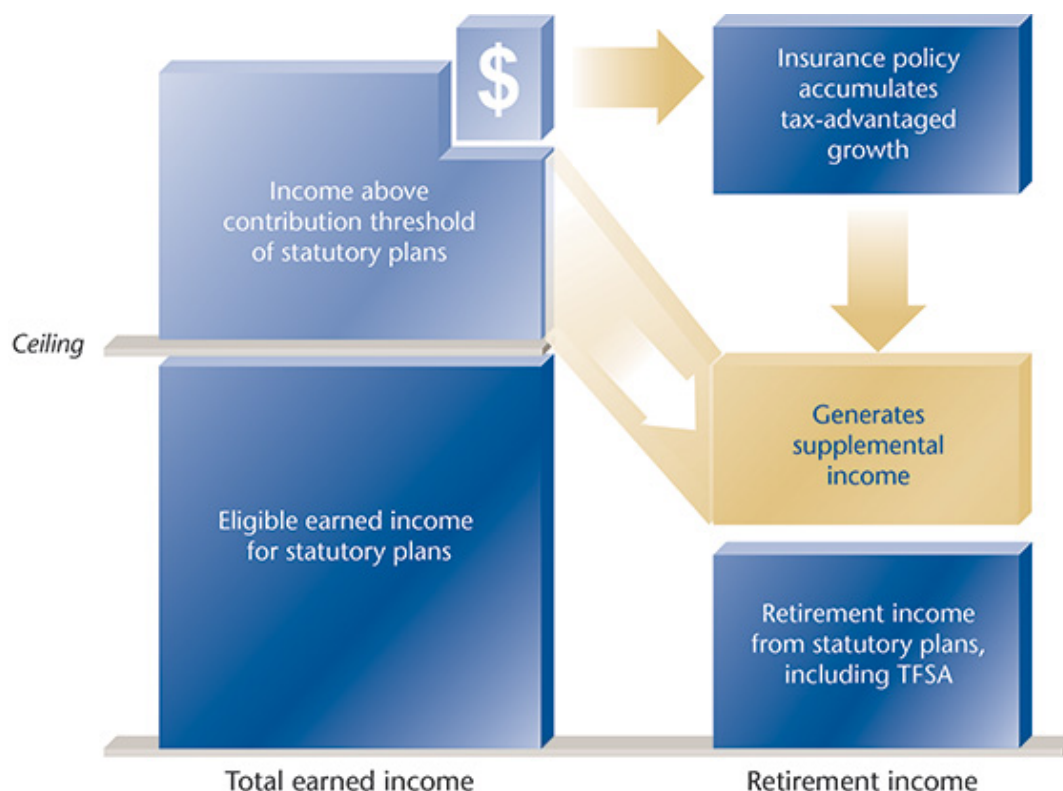 $
Insurance policy
accumulates
tax-advantaged
growth
Income above
contribution threshold
of statutory plans
Ceiling
Generates
supplemental
income
Eligible earned income
for statutory plans
Retirement income
from statutory plans,
including TFSA
Total earned income
Retirement income